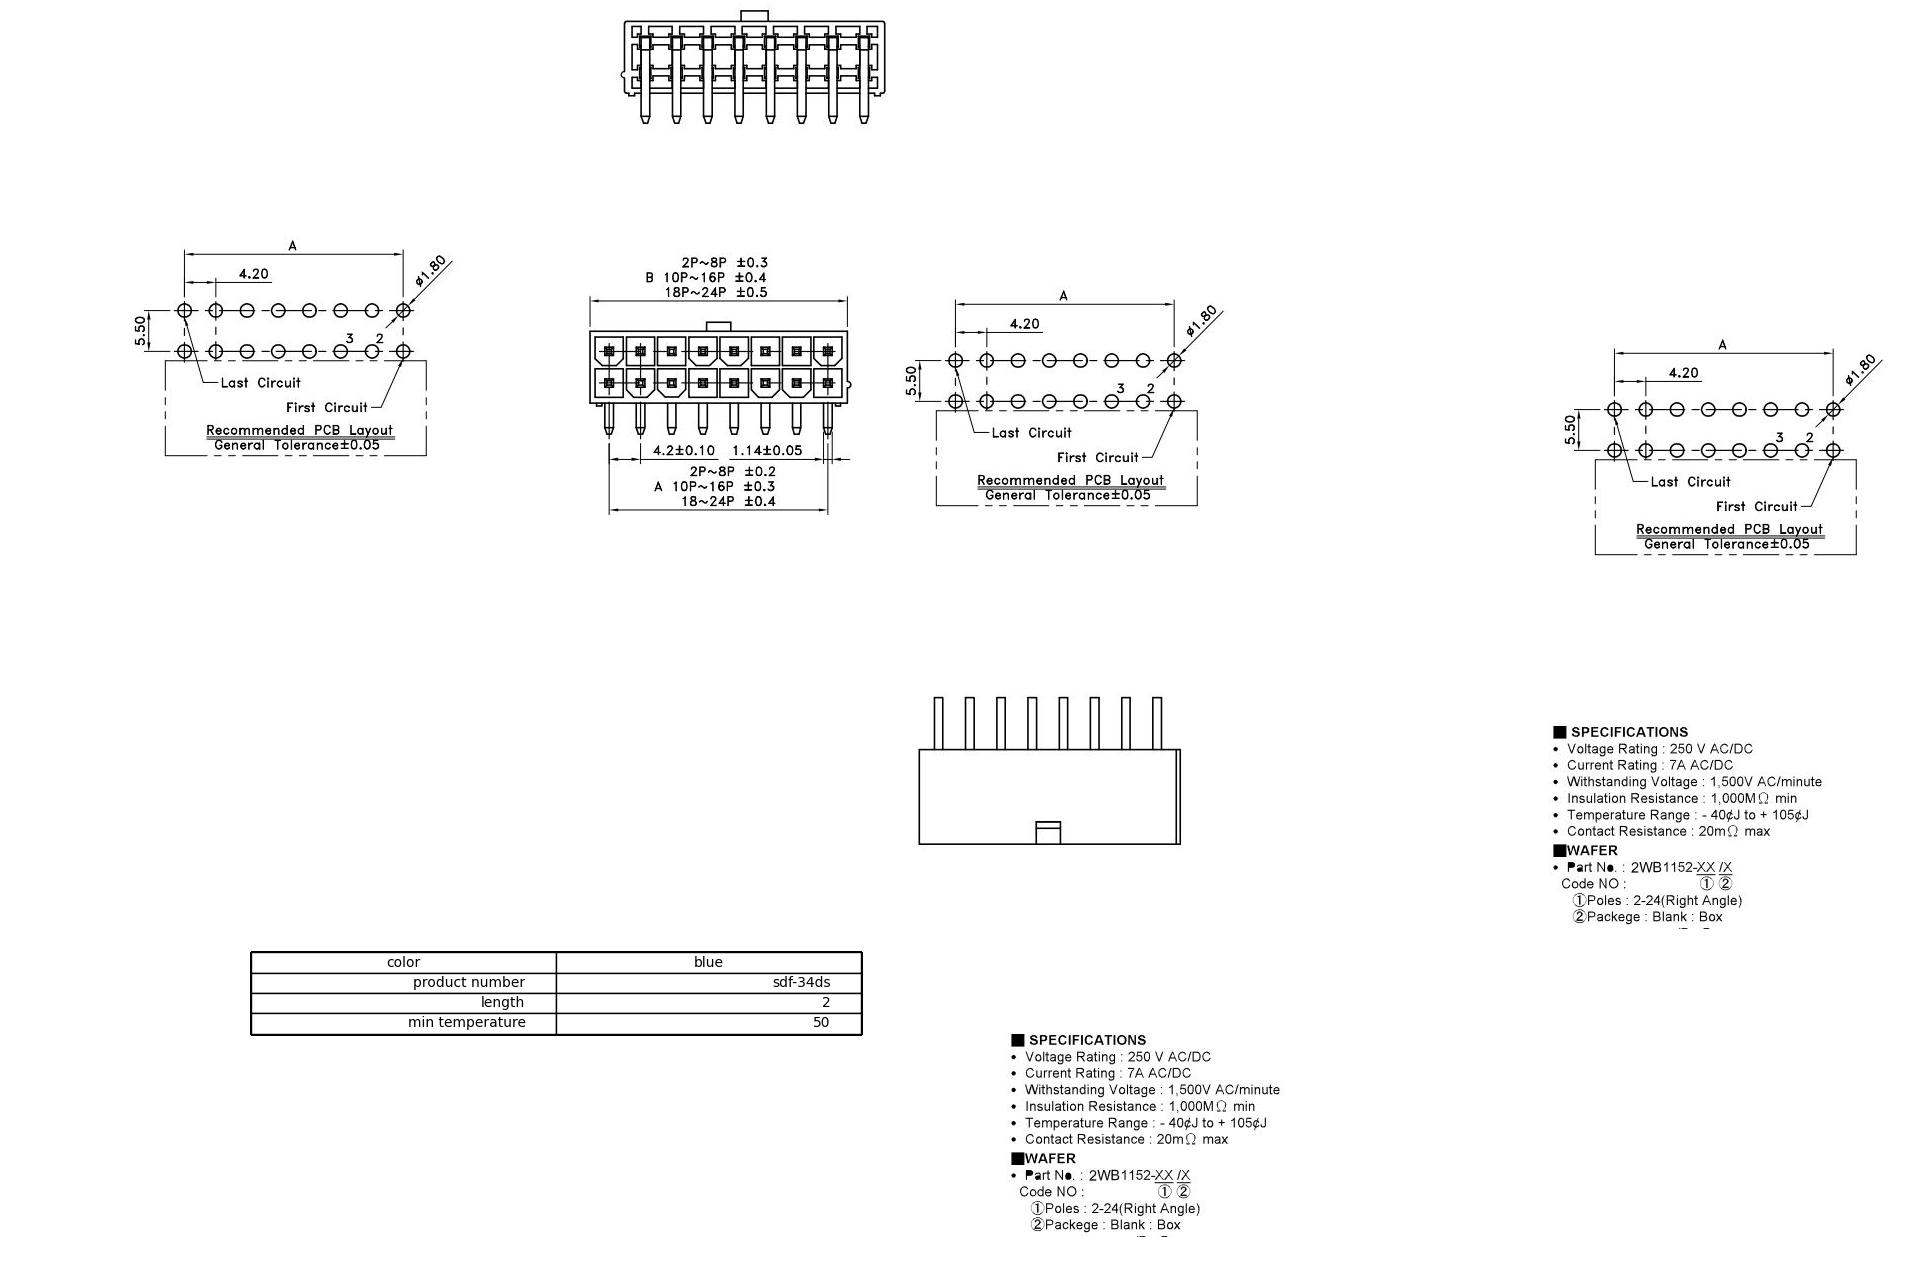 A
4.20
ø1.80
5.50
3 2
Last Circuit
First Circuit
Recommended PCB Layout
General Tolerance±0.05
2P~8P ±0.3
B 10P~16P ±0.4
18P~24P ±0.5
4.2±0.10 1.14±0.05
2P~8P ±0.2
A 10P~16P ±0.3
18~24P ±0.4
A
4.20
ø1.80
5.50
3 2
Last Circuit
First Circuit
Recommended PCB Layout
General Tolerance±0.05
A
4.20
ø1.80
5.50
3 2
Last Circuit
First Circuit
Recommended PCB Layout
General Tolerance±0.05
■ SPECIFICATIONS
• Voltage Rating : 250 V AC/DC
• Current Rating : 7A AC/DC
• Withstanding Voltage : 1,500V AC/minute
• Insulation Resistance : 1,000MΩ min
• Temperature Range : - 40¢J to + 105¢J
• Contact Resistance : 20mΩ max
■WAFER
• Part No. : 2WB1152-XX /X
Code NO : ① ②
①Poles : 2-24(Right Angle)
②Packege : Blank : Box
color blue
product number sdf-34ds
length 2
min temperature 50
■ SPECIFICATIONS
• Voltage Rating : 250 V AC/DC
• Current Rating : 7A AC/DC
• Withstanding Voltage : 1,500V AC/minute
• Insulation Resistance : 1,000MΩ min
• Temperature Range : - 40¢J to + 105¢J
• Contact Resistance : 20mΩ max
■WAFER
• Part No. : 2WB1152-XX /X
Code NO : ① ②
①Poles : 2-24(Right Angle)
②Packege : Blank : Box